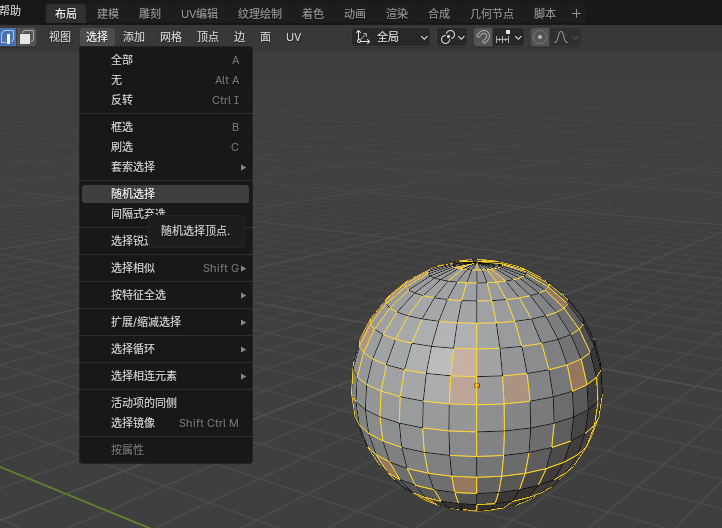 帮助 布局 建模 雕刻 UV编辑 纹理绘制 着色 动画 渲染 合成 几何节点 脚本 +
视图 选择 添加 网格 顶点 边 面 UV 全局
全部 A
无 Alt A
反转 Ctrl I
框选 B
刷选 C
套索选择
随机选择
间隔式弃选
随机选择顶点.
选择锐
选择相似 Shift G
按特征全选
扩展/缩减选择
选择循环
选择相连元素
活动项的同侧
选择镜像 Shift Ctrl M
按属性